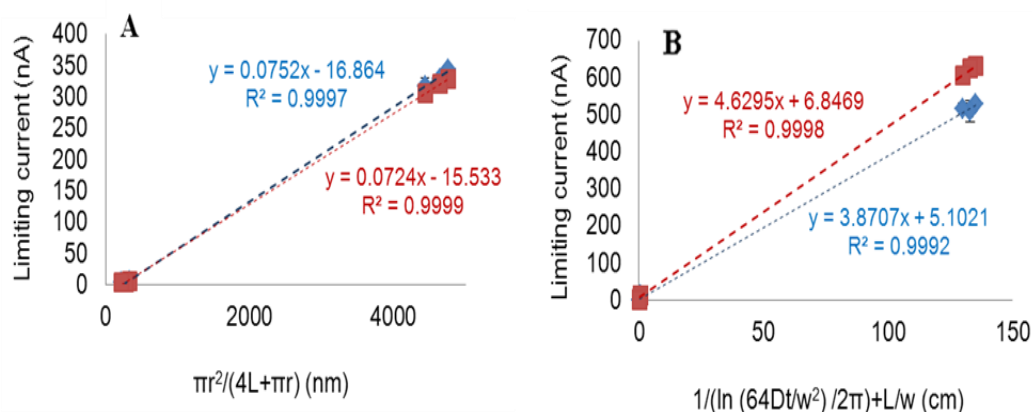 A
Limiting current (nA)
400
350
300
250
200
150
100
50
0
y = 0.0752x - 16.864
R² = 0.9997
y = 0.0724x - 15.533
R² = 0.9999
0 2000 4000
πr²/(4L+πr) (nm)
B
Limiting current (nA)
700
600
500
400
300
200
100
0
y = 4.6295x + 6.8469
R² = 0.9998
y = 3.8707x + 5.1021
R² = 0.9992
0 50 100 150
1/(ln (64Dt/w²) /2π)+L/w (cm)